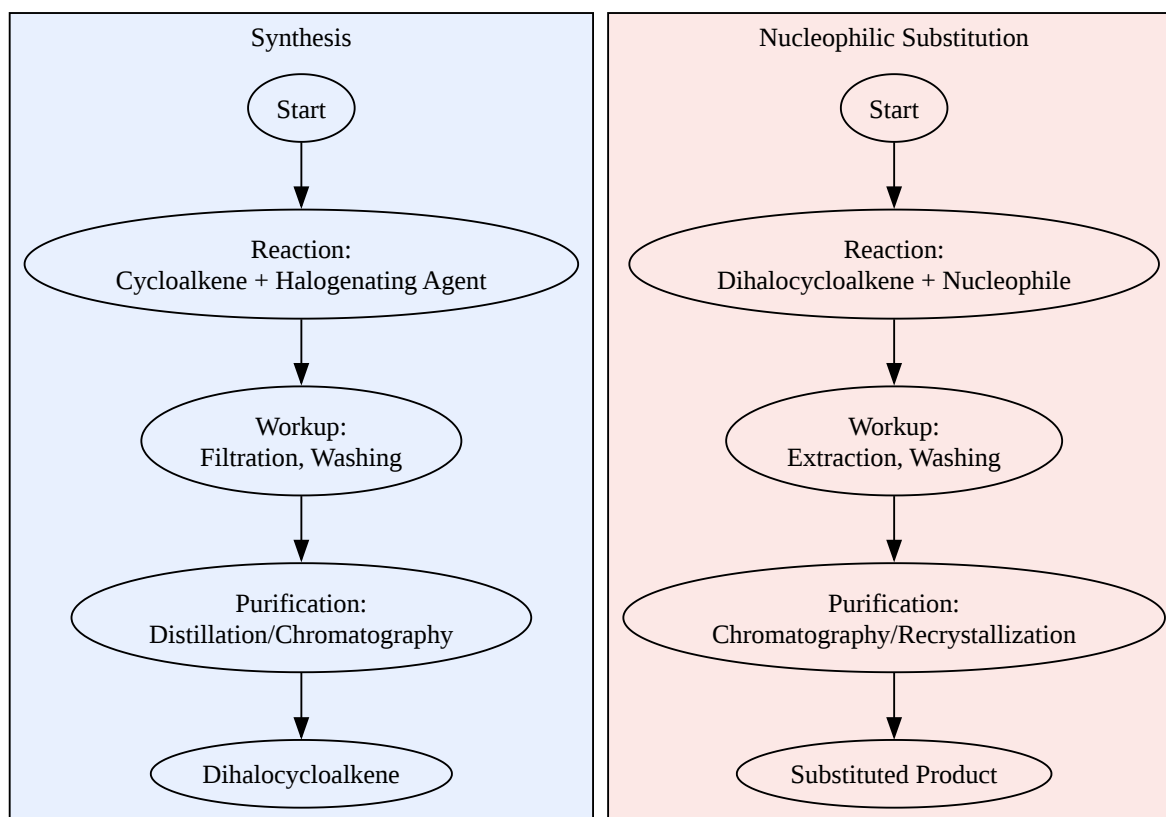 Synthesis
Start
Reaction:
Cycloalkene + Halogenating Agent
Workup:
Filtration, Washing
Purification:
Distillation/Chromatography
Dihalocycloalkene
Nucleophilic Substitution
Start
Reaction:
Dihalocycloalkene + Nucleophile
Workup:
Extraction, Washing
Purification:
Chromatography/Recrystallization
Substituted Product